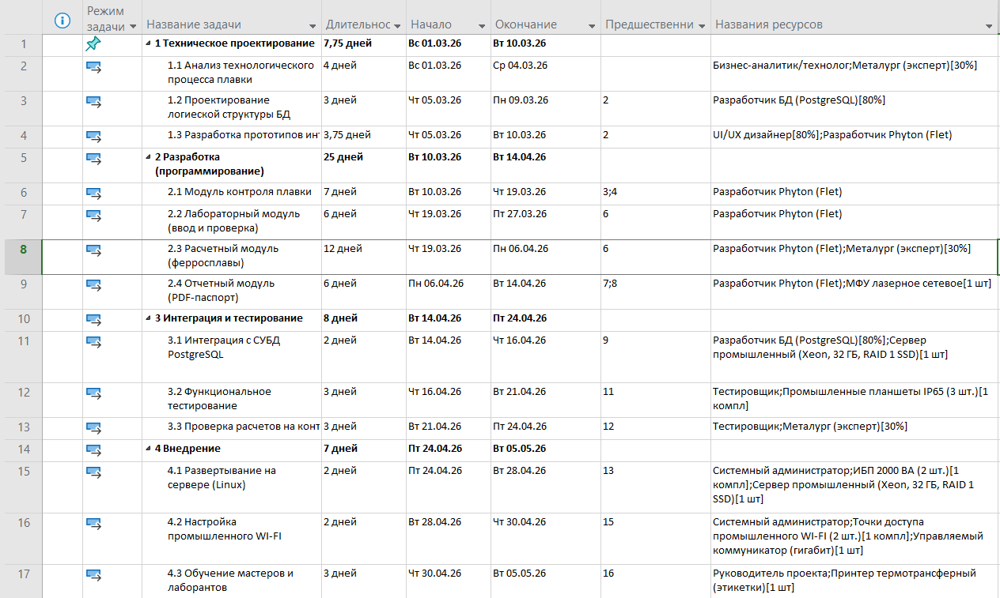 Режим задачи Название задачи Длительнос Начало Окончание Предшественни Названия ресурсов
1 1 Техническое проектирование 7,75 дней Вс 01.03.26 Вт 10.03.26
2 1.1 Анализ технологического процесса плавки 4 дней Вс 01.03.26 Ср 04.03.26 Бизнес-аналитик/технолог;Металург (эксперт)[30%]
3 1.2 Проектирование логиеской структуры БД 3 дней Чт 05.03.26 Пн 09.03.26 2 Разработчик БД (PostgreSQL)[80%]
4 1.3 Разработка прототипов инт 3,75 дней Чт 05.03.26 Вт 10.03.26 2 UI/UX дизайнер[80%];Разработчик Phyton (Flet)
5 2 Разработка (программирование) 25 дней Вт 10.03.26 Вт 14.04.26
6 2.1 Модуль контроля плавки 7 дней Вт 10.03.26 Чт 19.03.26 3;4 Разработчик Phyton (Flet)
7 2.2 Лабораторный модуль (ввод и проверка) 6 дней Чт 19.03.26 Пт 27.03.26 6 Разработчик Phyton (Flet)
8 2.3 Расчетный модуль (ферросплавы) 12 дней Чт 19.03.26 Пн 06.04.26 6 Разработчик Phyton (Flet);Металург (эксперт)[30%]
9 2.4 Отчетный модуль (PDF-паспорт) 6 дней Пн 06.04.26 Вт 14.04.26 7;8 Разработчик Phyton (Flet);МФУ лазерное сетевое[1 шт]
10 3 Интеграция и тестирование 8 дней Вт 14.04.26 Пт 24.04.26
11 3.1 Интеграция с СУБД PostgreSQL 2 дней Вт 14.04.26 Чт 16.04.26 9 Разработчик БД (PostgreSQL)[80%];Сервер промышленный (Xeon, 32 ГБ, RAID 1 SSD)[1 шт]
12 3.2 Функциональное тестирование 3 дней Чт 16.04.26 Вт 21.04.26 11 Тестировщик;Промышленные планшеты IP65 (3 шт.)[1 компл]
13 3.3 Проверка расчетов на конт 3 дней Вт 21.04.26 Пт 24.04.26 12 Тестировщик;Металург (эксперт)[30%]
14 4 Внедрение 7 дней Пт 24.04.26 Вт 05.05.26
15 4.1 Развертывание на сервере (Linux) 2 дней Пт 24.04.26 Вт 28.04.26 13 Системный администратор;ИБП 2000 ВА (2 шт.)[1 компл];Сервер промышленный (Xeon, 32 ГБ, RAID 1 SSD)[1 шт]
16 4.2 Настройка промышленного WI-FI 2 дней Вт 28.04.26 Чт 30.04.26 15 Системный администратор;Точки доступа промышленного WI-FI (2 шт.)[1 компл];Управляемый коммуникатор (гигабит)[1 шт]
17 4.3 Обучение мастеров и лаборантов 3 дней Чт 30.04.26 Вт 05.05.26 16 Руководитель проекта;Принтер термотрансферный (этикетки)[1 шт]